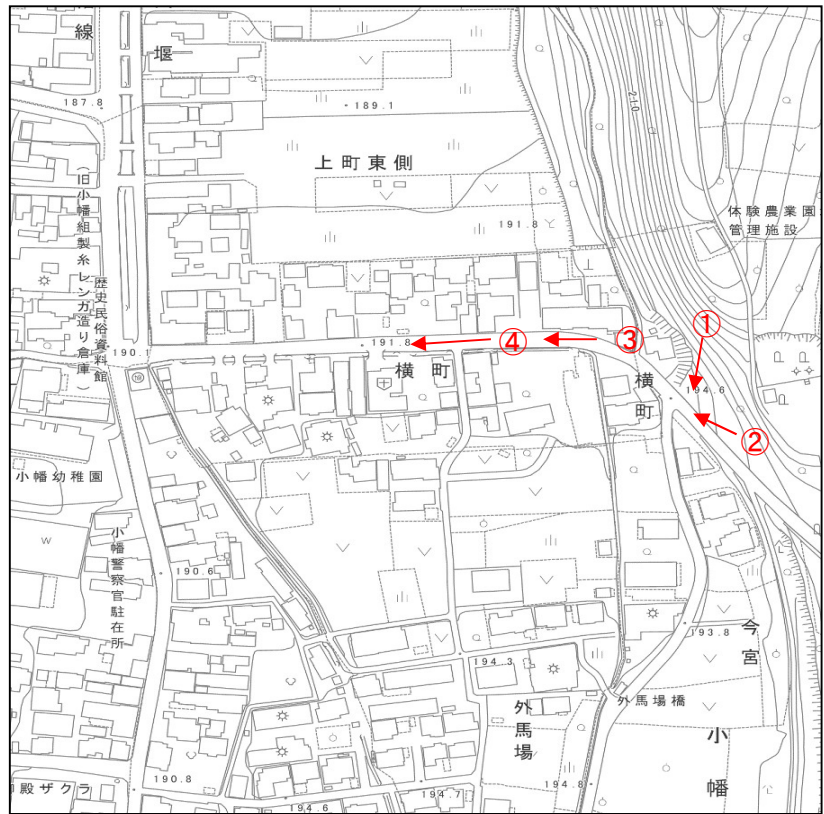 線
堰
187.8
189.1
210
上町東側
体験農業園
管理施設
191.8
(旧小幡組製糸レンガ造り倉庫)
歴史民俗資料館
190.1
191.8
横町
①
②
③
④
横町
194.6
小幡幼稚園
小幡警察官駐在所
190.6
193.8
今宮
194.3
外馬場
外馬場橋
小幡
190.8
殿ザクラ
194.6
194.7
194.8